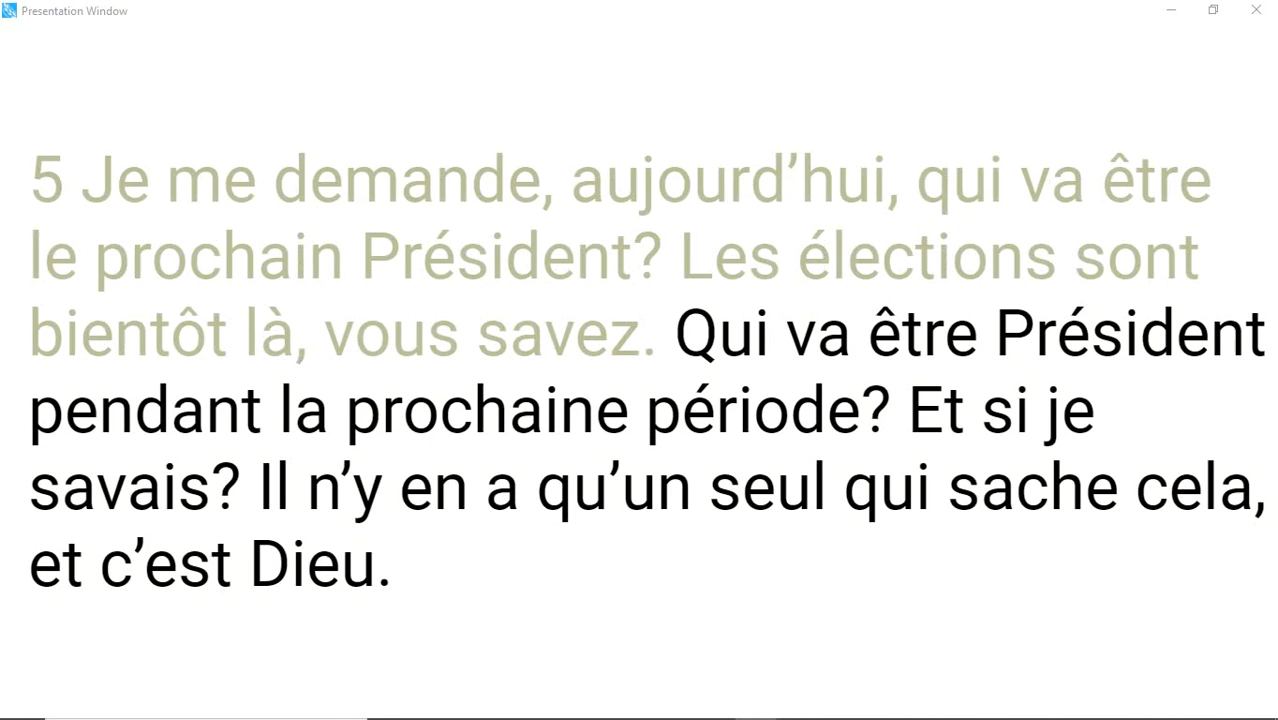 Presentation Window
5 Je me demande, aujourd’hui, qui va être
le prochain Président? Les élections sont
bientôt là, vous savez. Qui va être Président
pendant la prochaine période? Et si je
savais? Il n’y en a qu’un seul qui sache cela,
et c’est Dieu.